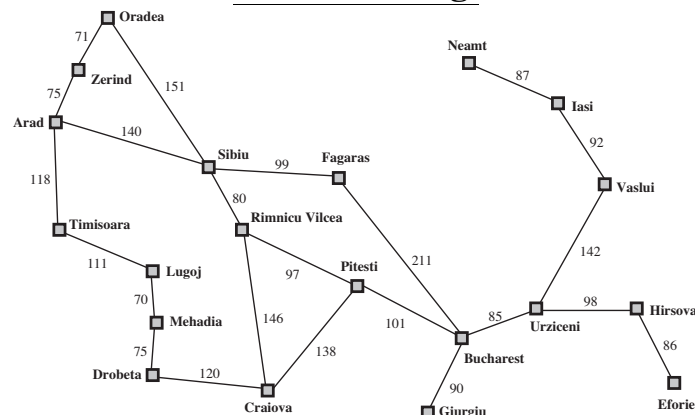 Oradea
71
Neamt
Zerind
87
151
75
Iasi
Arad
140
92
Sibiu
Fagaras
99
118
Vaslui
80
Timisoara
Rimnicu Vilcea
142
111
211
Lugoj
97
Pitesti
70
98
Hirsova
85
Mehadia
146
101
Urziceni
138
86
75
Bucharest
120
Drobeta
90
Eforie
Craiova
Giurgiu